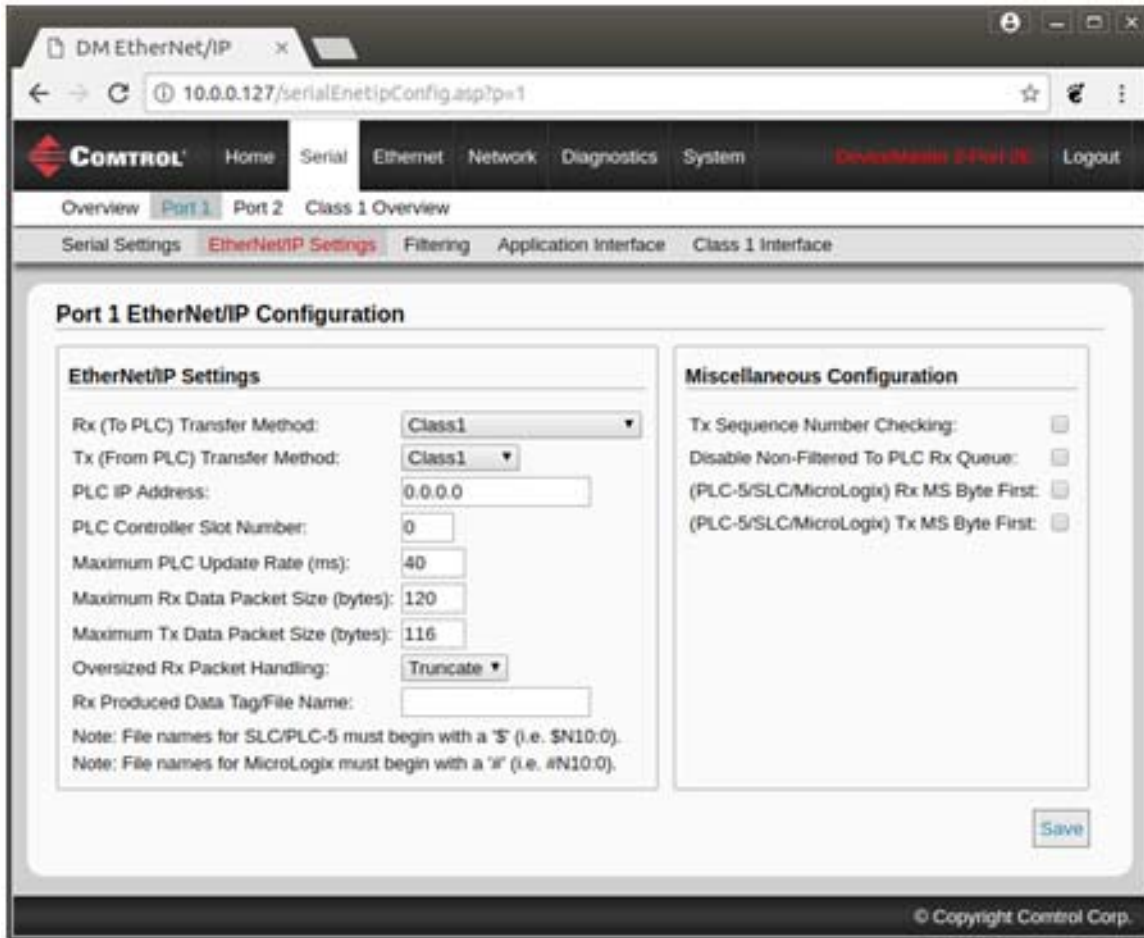 DM EtherNet/IP
10.0.0.127/serialEnetipConfig.asp?p=1
COMTROL Home Serial Ethernet Network Diagnostics System DeviceMaster 2-Port 2E Logout
Overview Port 1 Port 2 Class 1 Overview
Serial Settings EtherNet/IP Settings Filtering Application Interface Class 1 Interface
Port 1 EtherNet/IP Configuration
EtherNet/IP Settings
Rx (To PLC) Transfer Method: Class1
Tx (From PLC) Transfer Method: Class1
PLC IP Address: 0.0.0.0
PLC Controller Slot Number: 0
Maximum PLC Update Rate (ms): 40
Maximum Rx Data Packet Size (bytes): 120
Maximum Tx Data Packet Size (bytes): 116
Oversized Rx Packet Handling: Truncate
Rx Produced Data Tag/File Name:
Note: File names for SLC/PLC-5 must begin with a '$' (i.e. $N10:0).
Note: File names for MicroLogix must begin with a '#' (i.e. #N10:0).
Miscellaneous Configuration
Tx Sequence Number Checking:
Disable Non-Filtered To PLC Rx Queue:
(PLC-5/SLC/MicroLogix) Rx MS Byte First:
(PLC-5/SLC/MicroLogix) Tx MS Byte First:
Save
© Copyright Comtrol Corp.